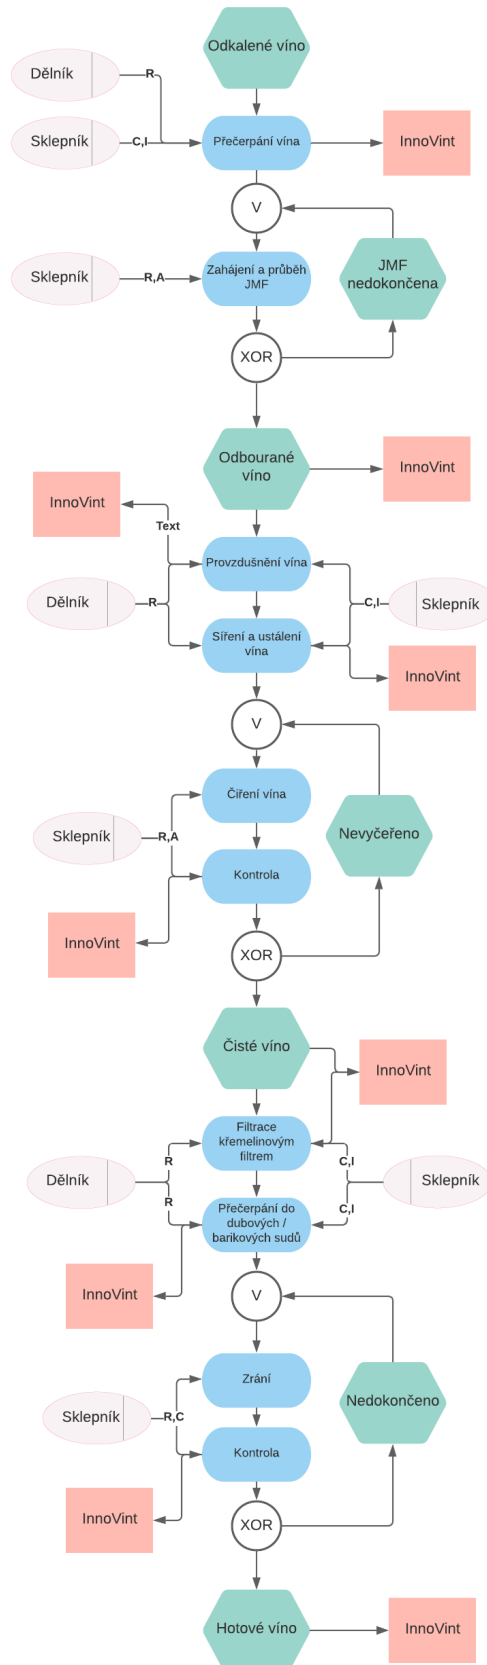 Odkalené víno
Dělník
R
Sklepník
C,I
Přečerpání vína
InnoVint
V
Sklepník
R,A
Zahájení a průběh
JMF
JMF
nedokončena
XOR
Odbourané
víno
InnoVint
InnoVint
Text
Provzdušnění vína
Dělník
R
C,I
Sklepník
Síření a ustálení
vína
InnoVint
V
Čiření vína
Sklepník
R,A
Nevyčeřeno
Kontrola
InnoVint
XOR
Čisté víno
InnoVint
Filtrace
křemelinovým
filtrem
R
C,I
Dělník
Sklepník
R
C,I
Přečerpání do
dubových /
barikových sudů
InnoVint
V
Zrání
Nedokončeno
Sklepník
R,C
Kontrola
InnoVint
XOR
Hotové víno
InnoVint